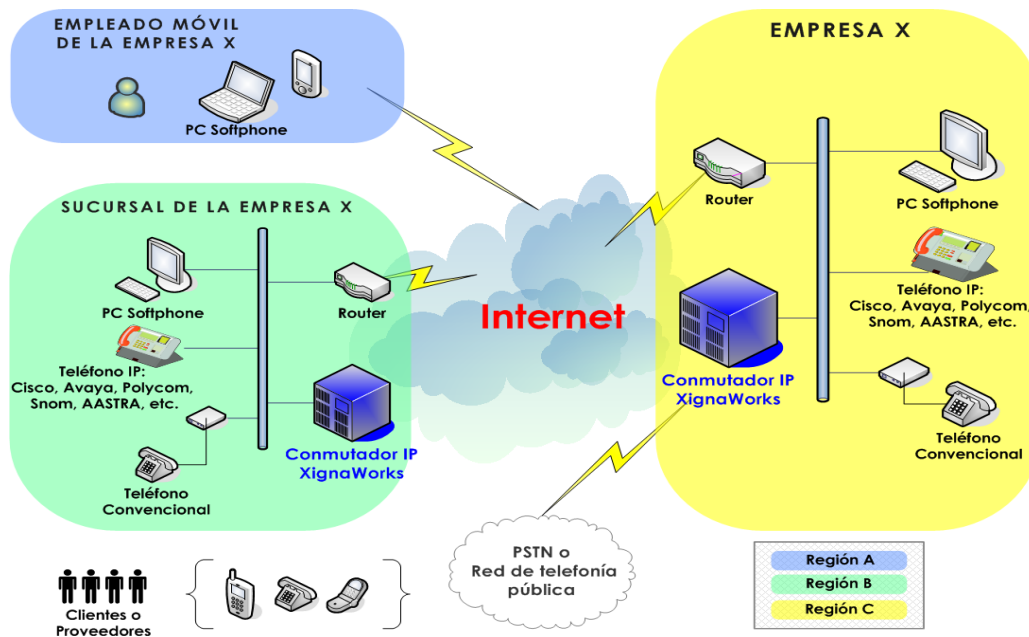 EMPLEADO MÓVIL
DE LA EMPRESA X
PC Softphone
SUCURSAL DE LA EMPRESA X
PC Softphone
Router
Teléfono IP:
Cisco, Avaya, Polycom,
Snom, AASTRA, etc.
Conmutador IP
XignaWorks
Teléfono
Convencional
Internet
EMPRESA X
Router
PC Softphone
Teléfono IP:
Cisco, Avaya, Polycom,
Snom, AASTRA, etc.
Conmutador IP
XignaWorks
Teléfono
Convencional
PSTN o
Red de telefonía
pública
Clientes o
Proveedores
Región A
Región B
Región C